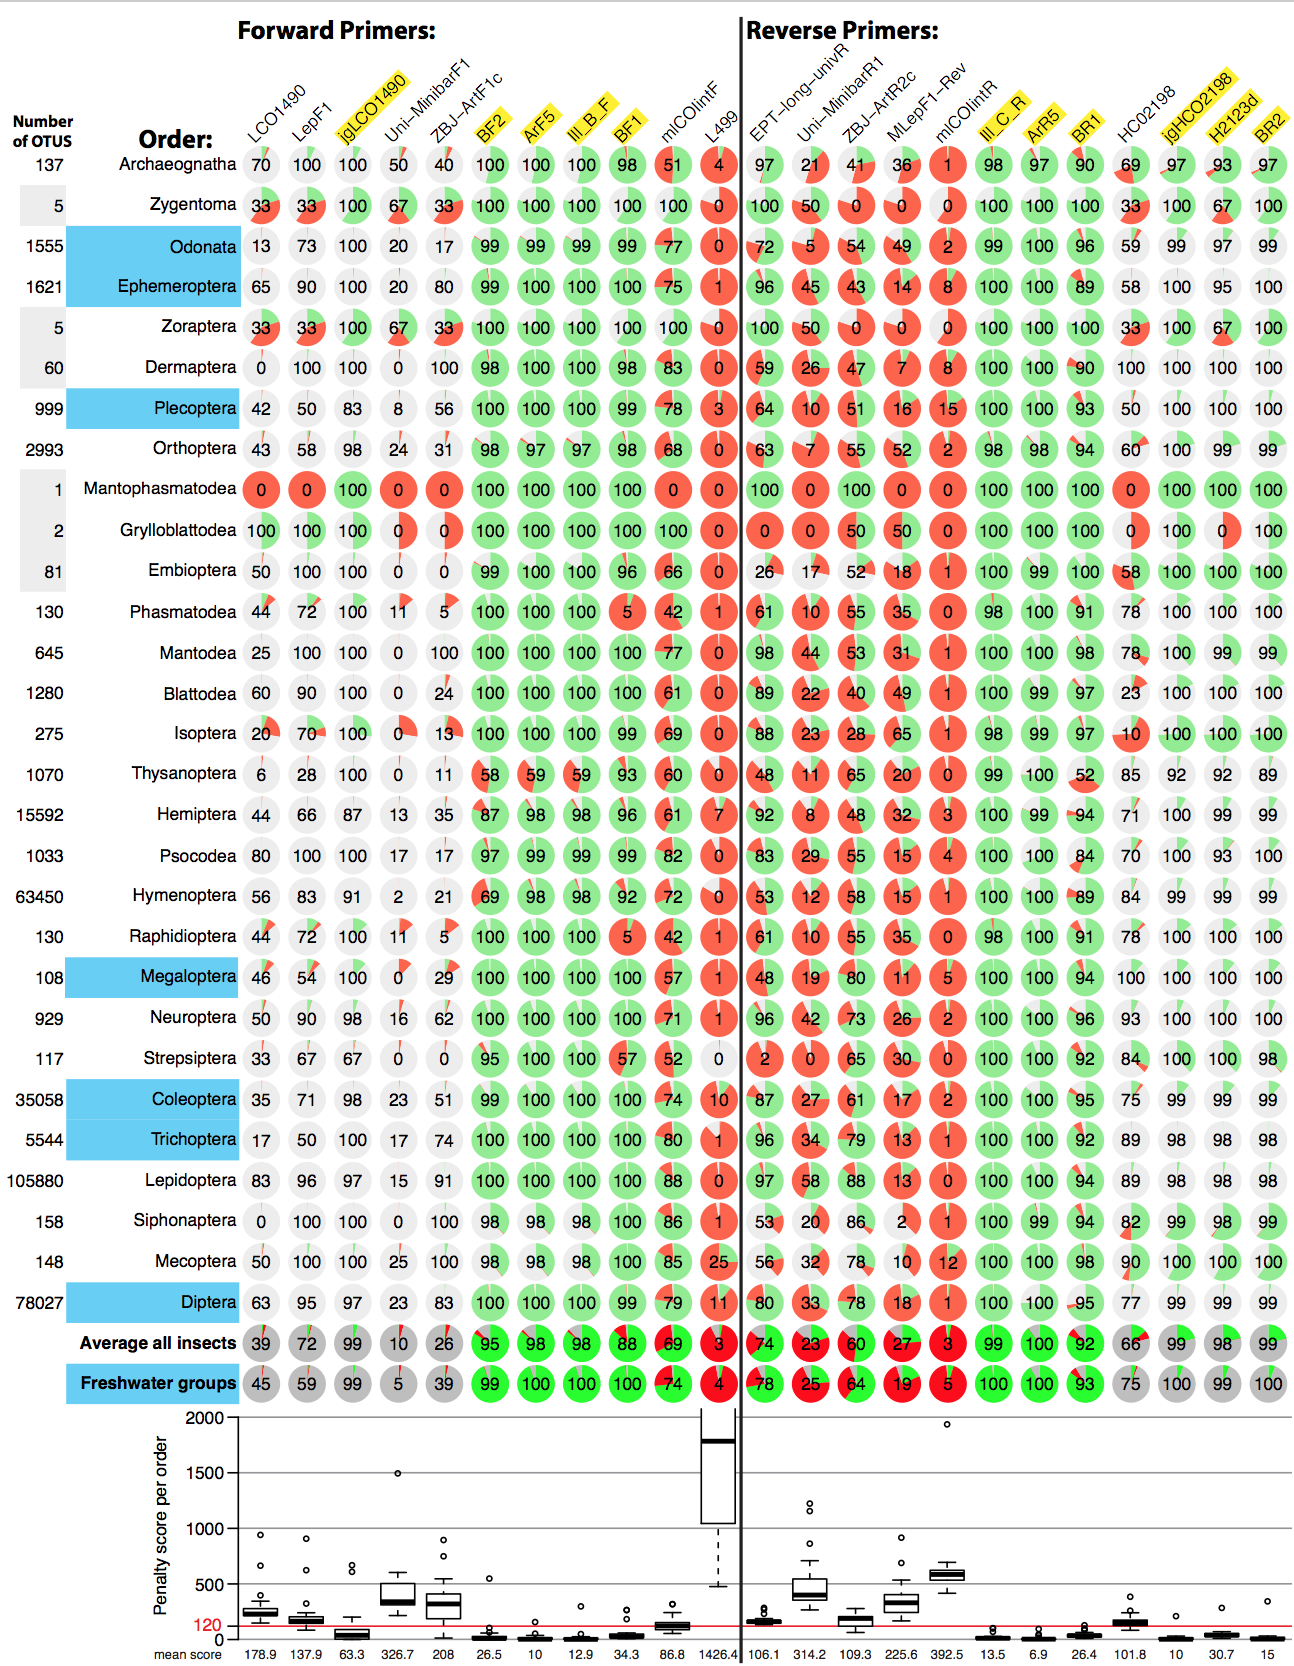 Forward Primers: Reverse Primers:
LCO1490 LepF1 jgLCO1490 Uni-MinibarF1 ZBJ-ArtF1c BF2 ArF5 III_B_F BF1 mlCOIintF L499 EPT-long-univR Uni-MinibarR1 ZBJ-ArtR2c MLepF1-Rev mlCOIintR III_C_R ArR5 BR1 HC02198 jgHCO2198 H2123d BR2
Number
of OTUS Order:
137 Archaeognatha 70 100 100 50 40 100 100 100 98 51 4 97 21 41 36 1 98 97 90 69 97 93 97
5 Zygentoma 33 33 100 67 33 100 100 100 100 100 0 100 50 0 0 0 100 100 100 33 100 67 100
1555 Odonata 13 73 100 20 17 99 99 99 99 77 0 72 5 54 49 2 99 100 96 59 99 97 99
1621 Ephemeroptera 65 90 100 20 80 99 100 100 100 75 1 96 45 43 14 8 100 100 89 58 100 95 100
5 Zoraptera 33 33 100 67 33 100 100 100 100 100 0 100 50 0 0 0 100 100 100 33 100 67 100
60 Dermaptera 0 100 100 0 100 98 100 100 98 83 0 59 26 47 7 8 100 100 90 100 100 100 100
999 Plecoptera 42 50 83 8 56 100 100 100 99 78 3 64 10 51 16 15 100 100 93 50 100 100 100
2993 Orthoptera 43 58 98 24 31 98 97 97 98 68 0 63 7 55 52 2 98 98 94 60 100 99 99
1 Mantophasmatodea 0 0 100 0 0 100 100 100 100 0 0 100 0 100 0 0 100 100 100 0 100 100 100
2 Grylloblattodea 100 100 100 0 0 100 100 100 100 100 0 0 0 50 50 0 100 100 100 0 100 0 100
81 Embioptera 50 100 100 0 0 99 100 100 96 66 0 26 17 52 18 1 100 99 100 58 100 100 100
130 Phasmatodea 44 72 100 11 5 100 100 100 5 42 1 61 10 55 35 0 98 100 91 78 100 100 100
645 Mantodea 25 100 100 0 100 100 100 100 100 77 0 98 44 53 31 1 100 100 98 78 100 99 99
1280 Blattodea 60 90 100 0 24 100 100 100 100 61 0 89 22 40 49 1 100 99 97 23 100 100 100
275 Isoptera 20 70 100 0 13 100 100 100 99 69 0 88 23 28 65 1 98 99 97 10 100 100 100
1070 Thysanoptera 6 28 100 0 11 58 59 59 93 60 0 48 11 65 20 0 99 100 52 85 92 92 89
15592 Hemiptera 44 66 87 13 35 87 98 98 96 61 7 92 8 48 32 3 100 99 94 71 100 99 99
1033 Psocodea 80 100 100 17 17 97 99 99 99 82 0 83 29 55 15 4 100 100 84 70 100 93 100
63450 Hymenoptera 56 83 91 2 21 69 98 98 92 72 0 53 12 58 15 1 100 100 89 84 99 99 99
130 Raphidioptera 44 72 100 11 5 100 100 100 5 42 1 61 10 55 35 0 98 100 91 78 100 100 100
108 Megaloptera 46 54 100 0 29 100 100 100 100 57 1 48 19 80 11 5 100 100 94 100 100 100 100
929 Neuroptera 50 90 98 16 62 100 100 100 100 71 1 96 42 73 26 2 100 100 96 93 100 100 100
117 Strepsiptera 33 67 67 0 0 95 100 100 57 52 0 2 0 65 30 0 100 100 92 84 100 100 98
35058 Coleoptera 35 71 98 23 51 99 100 100 100 74 10 87 27 61 17 2 100 100 95 75 99 99 99
5544 Trichoptera 17 50 100 17 74 100 100 100 100 80 1 96 34 79 13 1 100 100 92 89 98 98 98
105880 Lepidoptera 83 96 97 15 91 100 100 100 100 88 0 97 58 88 13 0 100 100 94 89 98 98 98
158 Siphonaptera 0 100 100 0 100 98 98 98 100 86 1 53 20 86 2 1 100 99 94 82 99 98 99
148 Mecoptera 50 100 100 25 100 98 98 98 100 85 25 56 32 78 10 12 100 100 98 90 100 100 100
78027 Diptera 63 95 97 23 83 100 100 100 99 79 11 80 33 78 18 1 100 100 95 77 99 99 99
Average all insects 39 72 99 10 26 95 98 98 88 69 3 74 23 60 27 3 99 100 92 66 99 98 99
Freshwater groups 45 59 99 5 39 99 100 100 100 74 4 78 25 64 19 5 100 100 93 75 100 99 100
Penalty score per order
2000
1500
1000
500
120
0
mean score 178.9 137.9 63.3 326.7 208 26.5 10 12.9 34.3 86.8 1426.4 106.1 314.2 109.3 225.6 392.5 13.5 6.9 26.4 101.8 10 30.7 15